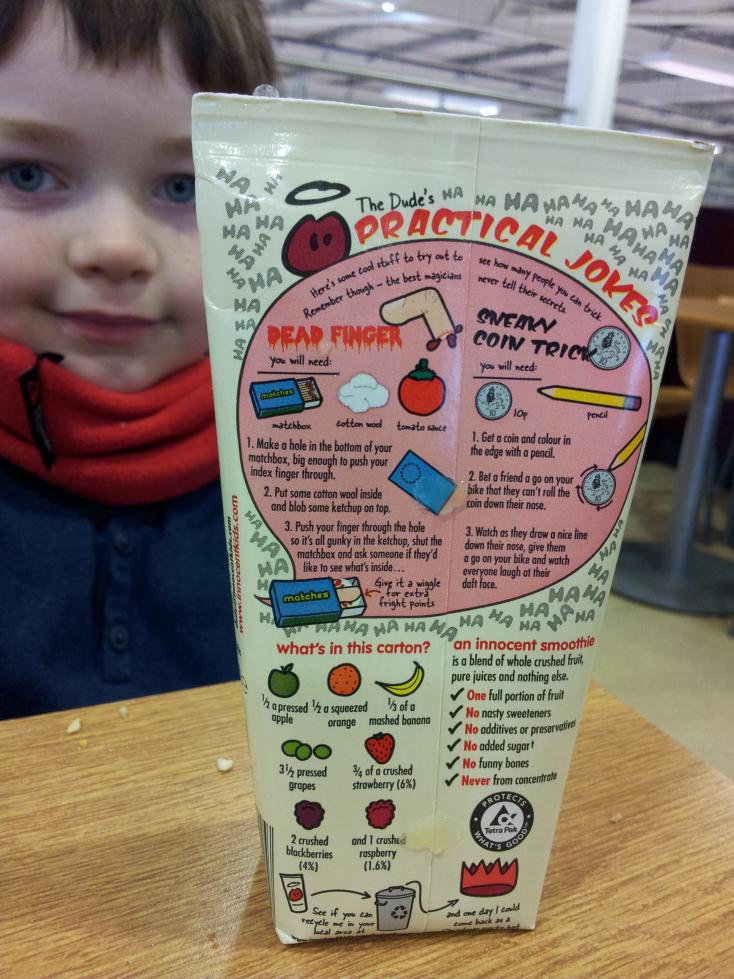 HA HA HA HA HA HA HA HA HA HA
The Dude's
PRACTICAL JOKES
Here's some cool stuff to try out to see how many people you can trick
Remember though – the best magicians never tell their secrets
DEAD FINGER
you will need:
matches
matchbox
cotton wool
tomato sauce
1. Make a hole in the bottom of your
matchbox, big enough to push your
index finger through.
2. Put some cotton wool inside
and blob some ketchup on top.
3. Push your finger through the hole
so it's all gunky in the ketchup, shut the
matchbox and ask someone if they'd
like to see what's inside...
matches
Give it a wiggle
for extra
fright points
SNEAKY
COIN TRICK
you will need:
10
10p
pencil
1. Get a coin and colour in
the edge with a pencil.
2. Bet a friend a go on your
bike that they can't roll the
coin down their nose.
10
3. Watch as they draw a nice line
down their nose, give them
a go on your bike and watch
everyone laugh at their
daft face.
www.innocentkids.com
what's in this carton?
½ a pressed
apple
½ a squeezed
orange
⅓ of a
mashed banana
3½ pressed
grapes
¾ of a crushed
strawberry (6%)
2 crushed
blackberries
(4%)
and 1 crushed
raspberry
(1.6%)
See if you can
recycle me in your
local area at
an innocent smoothie
is a blend of whole crushed fruit,
pure juices and nothing else.
✔ One full portion of fruit
✔ No nasty sweeteners
✔ No additives or preservatives
✔ No added sugar†
✔ No funny bones
✔ Never from concentrate
PROTECTS
Tetra Pak
WHAT'S GOOD™
and one day I could
come back as a